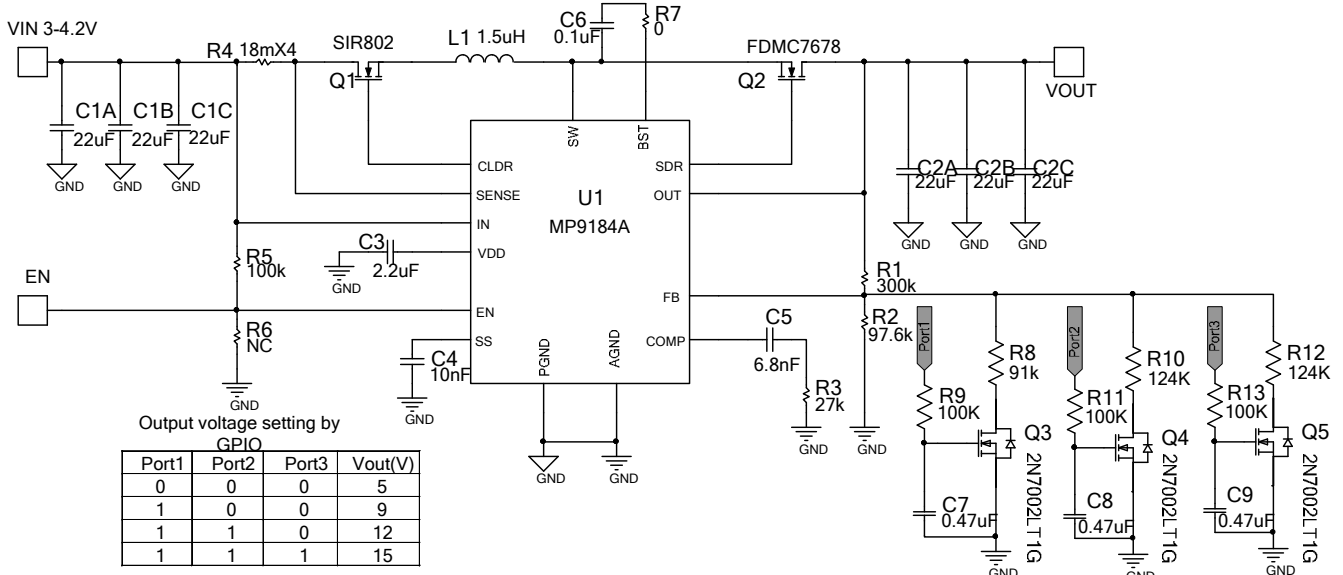 VIN 3-4.2V
R4 18mX4
SIR802
Q1
L1 1.5uH
C6
0.1uF
R7
0
FDMC7678
Q2
VOUT
C1A
22uF
C1B
22uF
C1C
22uF
GND
GND
GND
CLDR
SENSE
IN
VDD
EN
SS
SW
BST
SDR
OUT
FB
COMP
PGND
AGND
U1
MP9184A
C2A
22uF
C2B
22uF
C2C
22uF
GND
GND
GND
C3
2.2uF
GND
R5
100k
EN
R6
NC
GND
C4
10nF
GND
GND
GND
C5
6.8nF
R3
27k
GND
R1
300k
R2
97.6k
GND
Port1
R9
100K
R8
91k
Q3
2N7002LT1G
C7
0.47uF
GND
Port2
R11
100K
R10
124K
Q4
2N7002LT1G
C8
0.47uF
GND
Port3
R13
100K
R12
124K
Q5
2N7002LT1G
C9
0.47uF
GND
Output voltage setting by
GPIO
Port1 Port2 Port3 Vout(V)
0 0 0 5
1 0 0 9
1 1 0 12
1 1 1 15